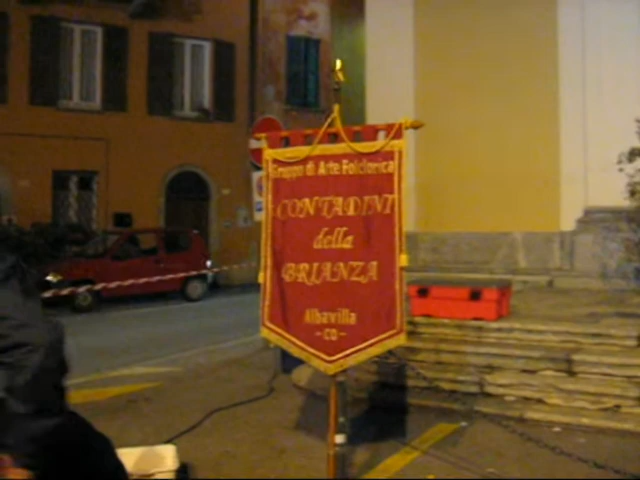 Gruppo di Arte Folclorica
CONTADINI
della
BRIANZA
Albavilla
- CO -